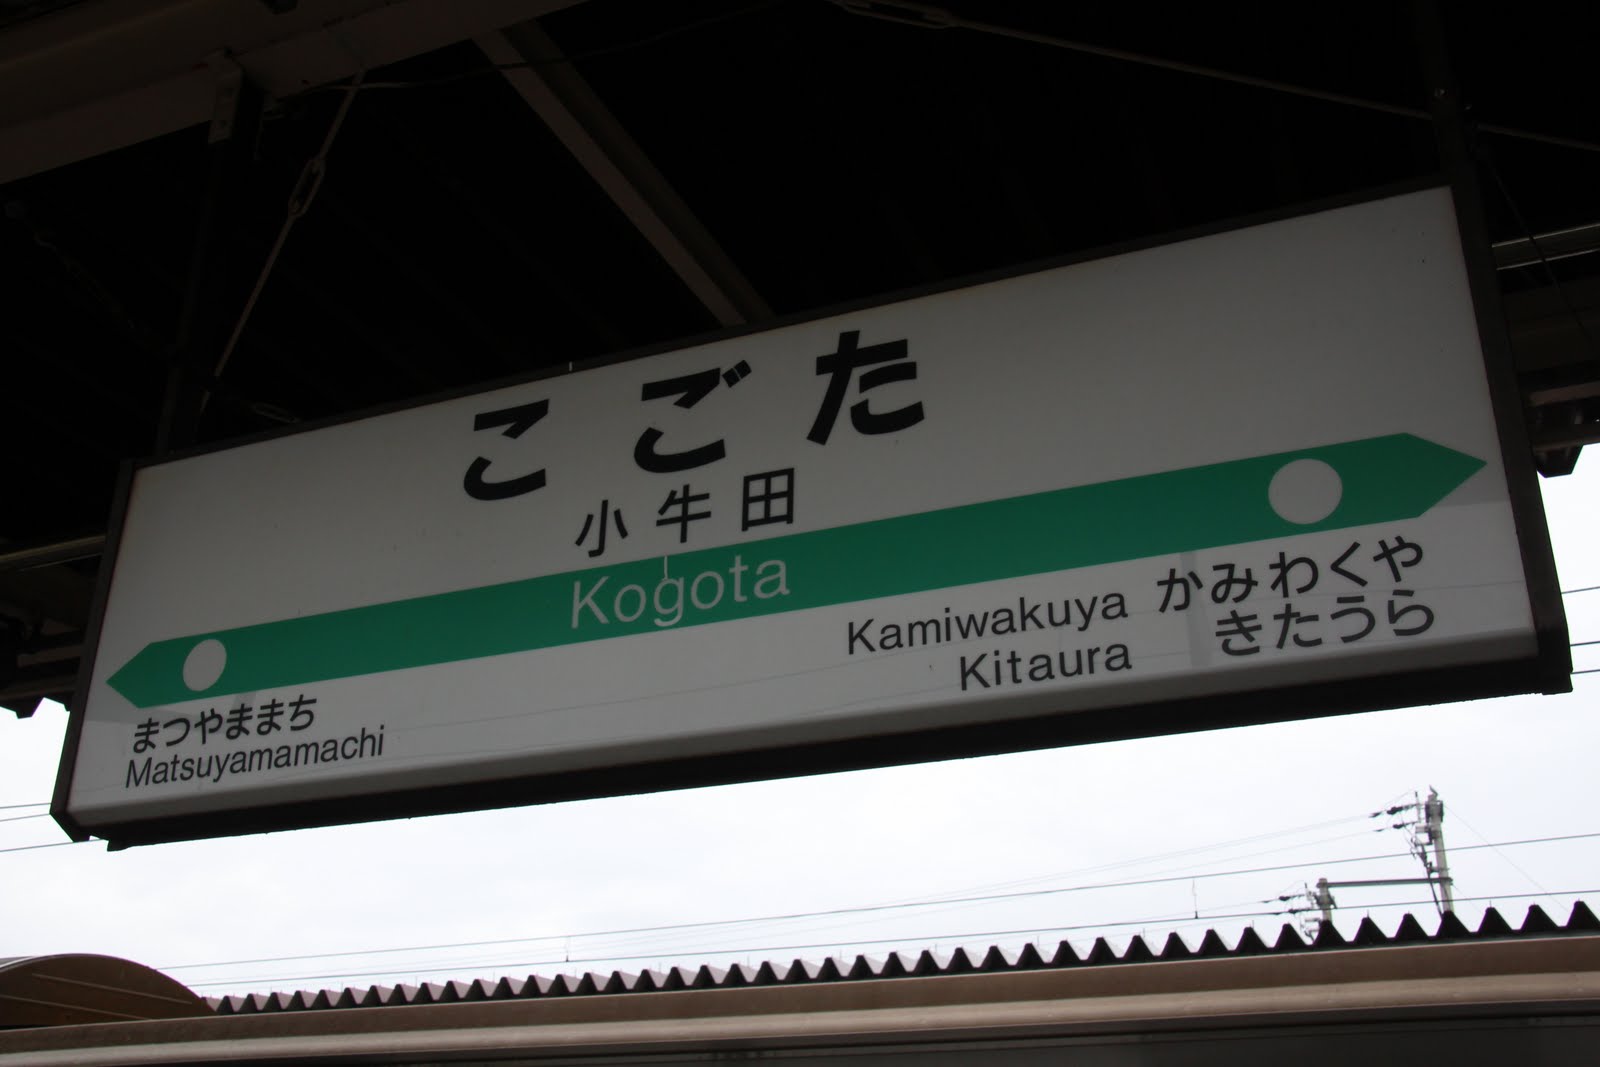 こごた
小牛田
Kogota
まつやままち
Matsuyamamachi
Kamiwakuya かみわくや
Kitaura きたうら